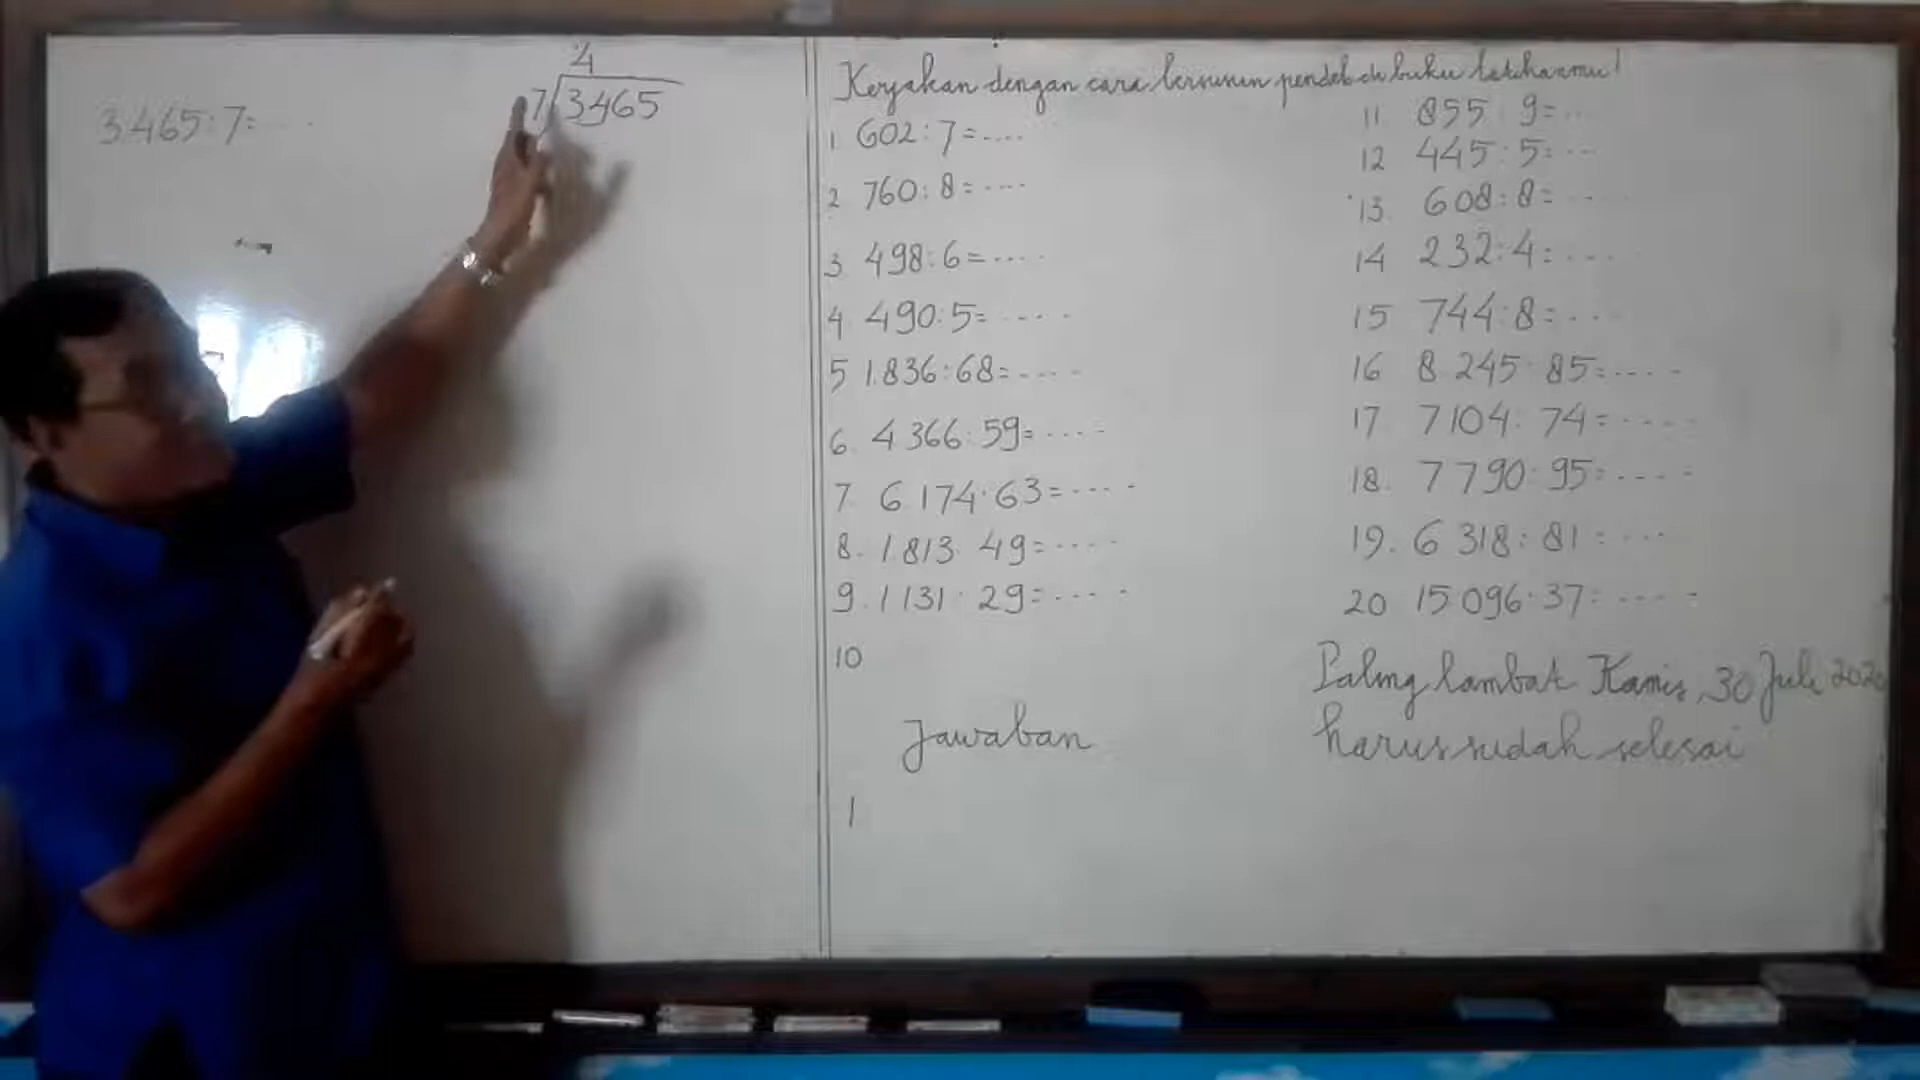 3.465:7=....
4
7 3465
Kerjakan dengan cara bersusun pendek di buku latihanmu!
1 602:7=....
2 760:8=....
3 498:6=....
4 490:5=.....
5 1.836:68=....
6. 4 366:59=....
7. 6 174:63=....
8. 1 813 49=....
9. 1 131:29=....
10
Jawaban
1
11 855:9=...
12 445:5=...
13. 608:8=....
14 232:4=....
15 744:8=...
16 8.245:85=....
17. 7 104:74=....
18. 7 790:95=....
19. 6 318:81=...
20 15 096:37=....
Paling lambat Kamis, 30 Juli 2020
harus sudah selesai